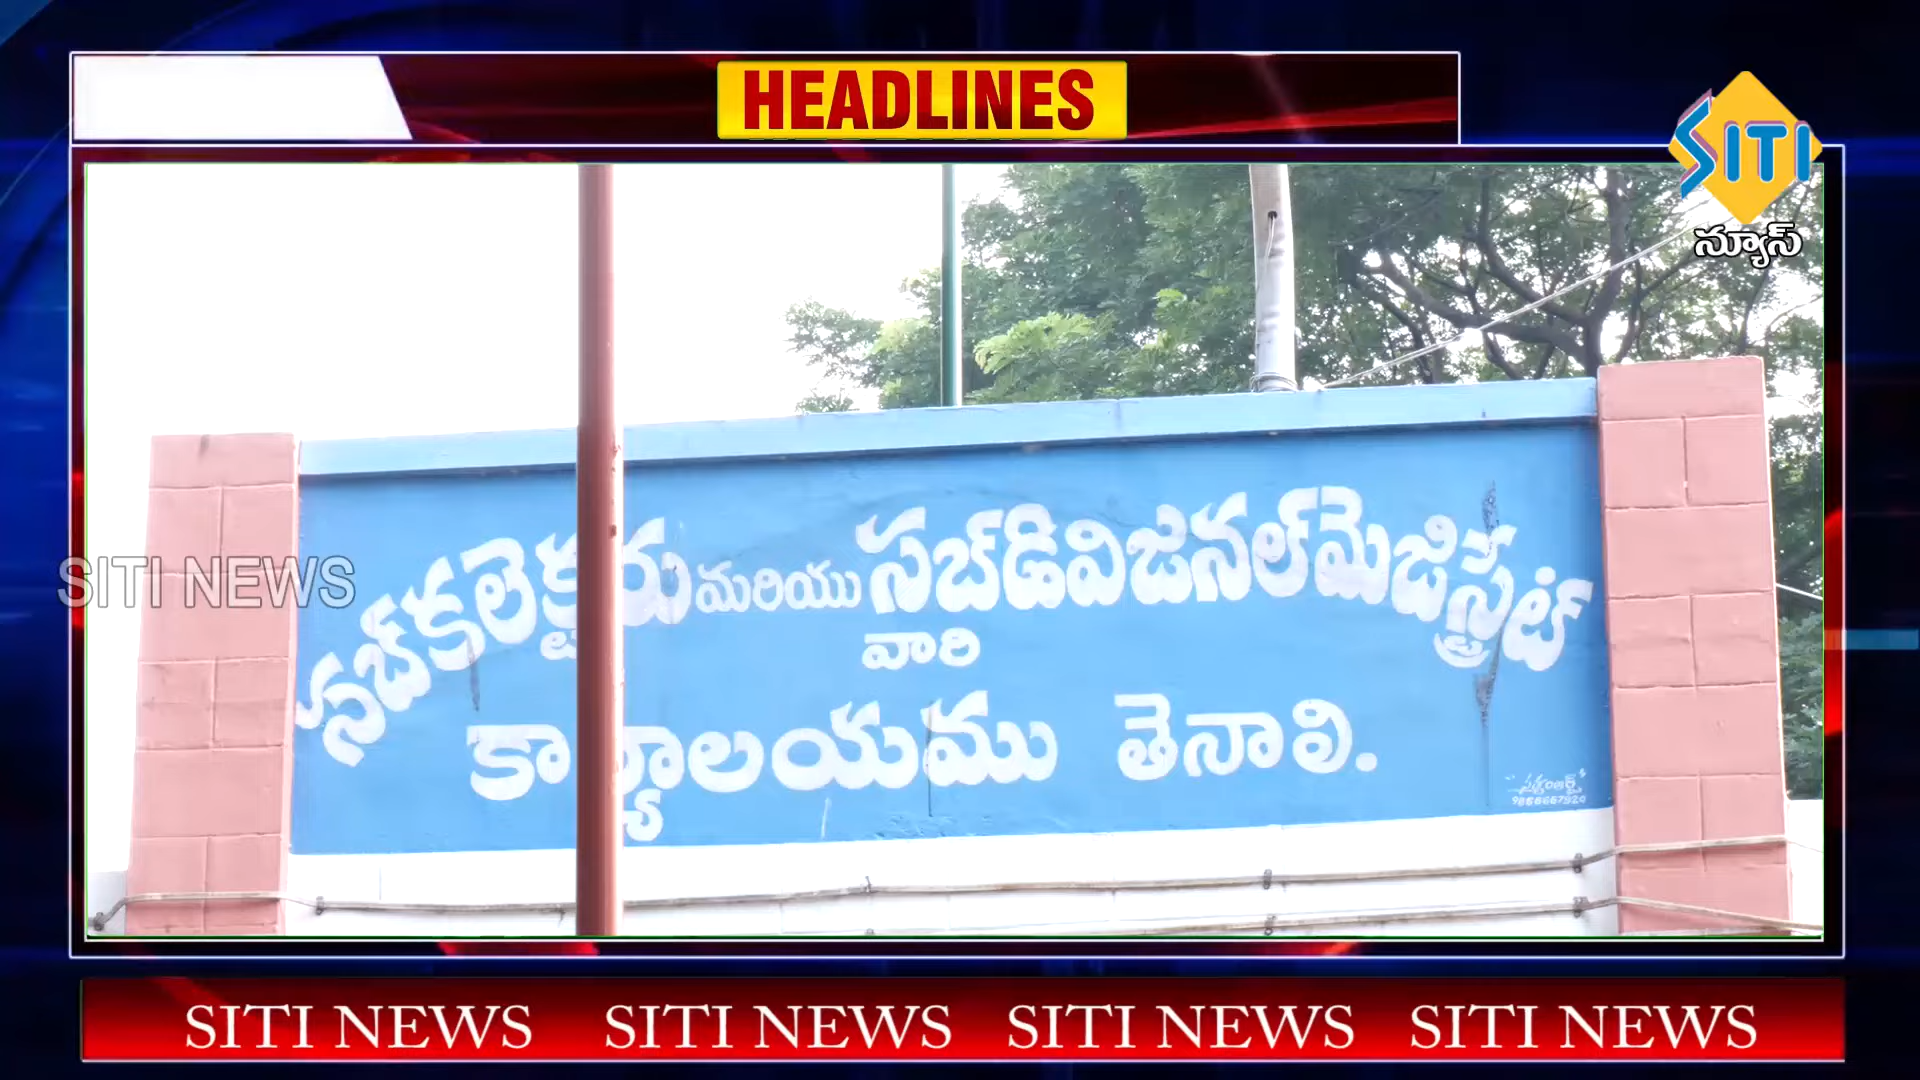 HEADLINES
SITI
న్యూస్
సబ్ కలెక్టరు మరియు సబ్ డివిజనల్ మెజిస్ట్రేట్
వారి
కార్యాలయము తెనాలి.
9866667920
SITI NEWS
SITI NEWS SITI NEWS SITI NEWS SITI NEWS